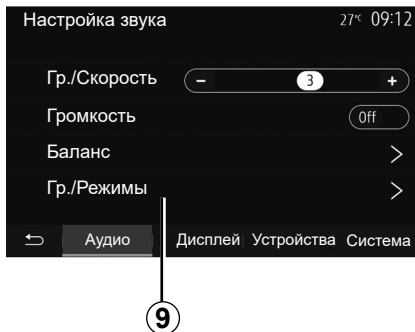 Настройка звука 27°C 09:12
Гр./Скорость - 3 +
Громкость Off
Баланс >
Гр./Режимы >
Аудио Дисплей Устройства Система
9